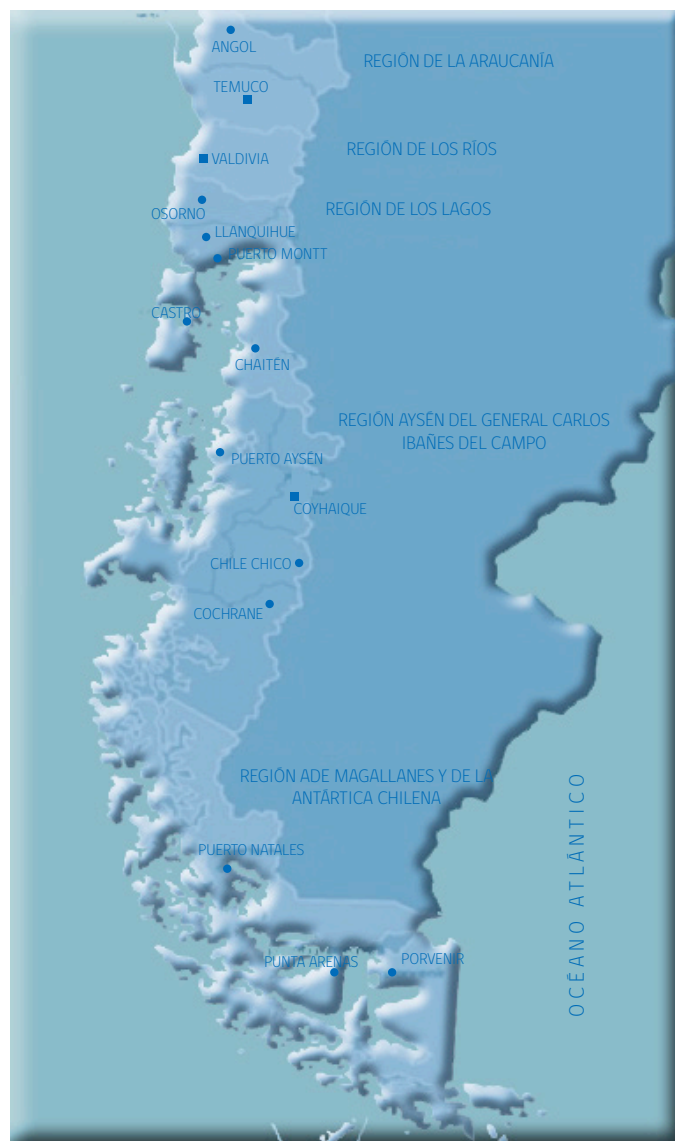 ANGOL
REGIÓN DE LA ARAUCANÍA
TEMUCO
REGIÓN DE LOS RÍOS
VALDIVIA
REGIÓN DE LOS LAGOS
OSORNO
LLANQUIHUE
PUERTO MONTT
CASTRO
CHAITÉN
REGIÓN AYSÉN DEL GENERAL CARLOS
IBAÑES DEL CAMPO
PUERTO AYSÉN
COYHAIQUE
CHILE CHICO
COCHRANE
REGIÓN ADE MAGALLANES Y DE LA
ANTÁRTICA CHILENA
PUERTO NATALES
OCÉANO ATLÁNTICO
PUNTA ARENAS
PORVENIR